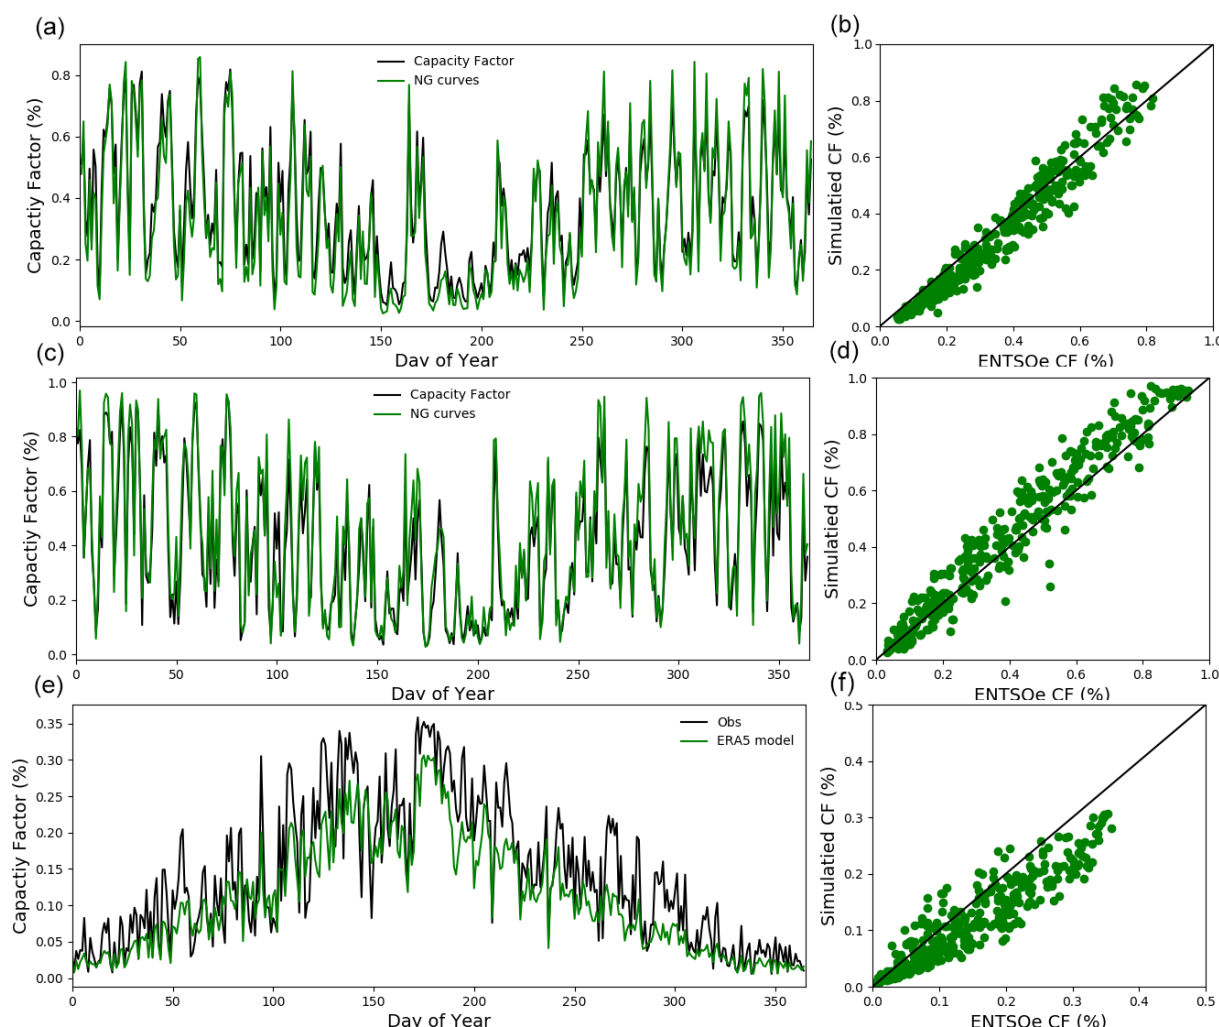 (a)
Capactiy Factor (%)
0.8
0.6
0.4
0.2
0.0
Capacity Factor
NG curves
0 50 100 150 200 250 300 350
Day of Year
(b)
Simulatied CF (%)
1.0
0.8
0.6
0.4
0.2
0.0
0.0 0.2 0.4 0.6 0.8 1.0
ENTSOe CF (%)
(c)
Capactiy Factor (%)
1.0
0.8
0.6
0.4
0.2
0.0
Capacity Factor
NG curves
0 50 100 150 200 250 300 350
Day of Year
(d)
Simulatied CF (%)
1.0
0.8
0.6
0.4
0.2
0.0
0.0 0.2 0.4 0.6 0.8 1.0
ENTSOe CF (%)
(e)
Capactiy Factor (%)
0.35
0.30
0.25
0.20
0.15
0.10
0.05
0.00
Obs
ERA5 model
0 50 100 150 200 250 300 350
Day of Year
(f)
Simulatied CF (%)
0.5
0.4
0.3
0.2
0.1
0.0
0.0 0.1 0.2 0.3 0.4 0.5
ENTSOe CF (%)